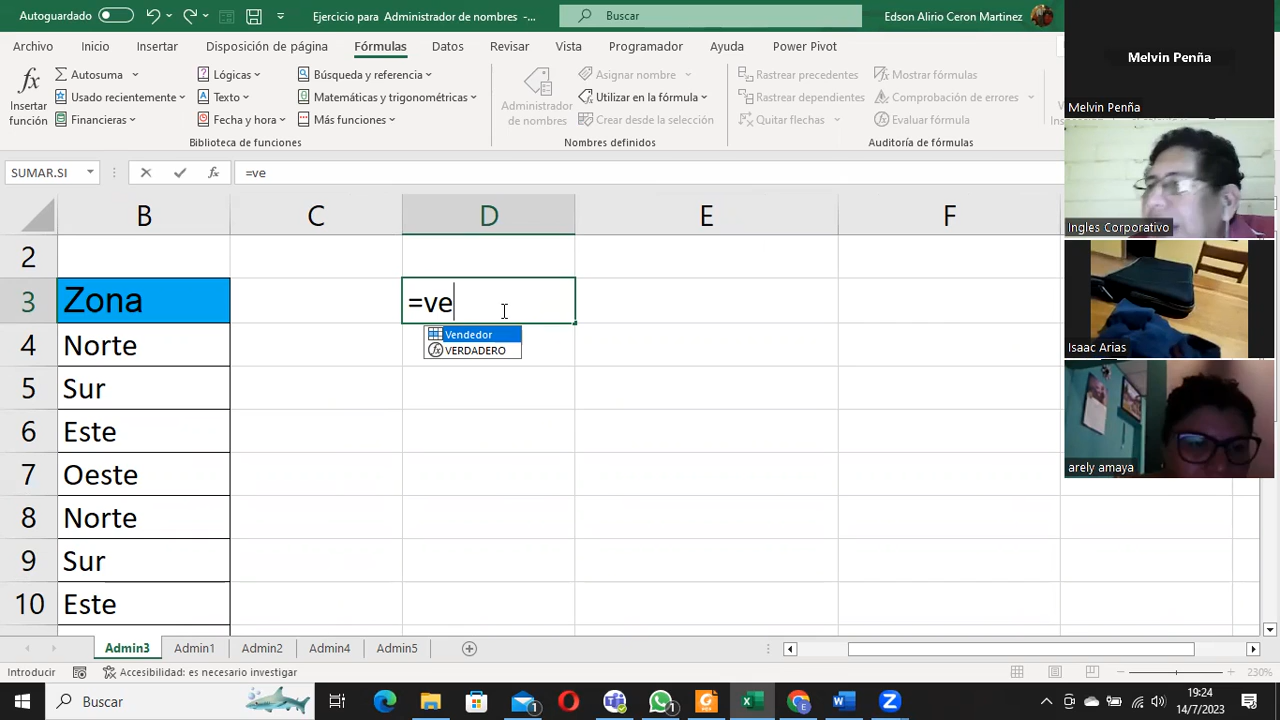 Autoguardado
Ejercicio para Administrador de nombres -...
Buscar
Edson Alirio Ceron Martinez
Archivo Inicio Insertar Disposición de página Fórmulas Datos Revisar Vista Programador Ayuda Power Pivot
fx
Insertar
función
Autosuma
Usado recientemente
Financieras
Lógicas
Texto
Fecha y hora
Búsqueda y referencia
Matemáticas y trigonométricas
Más funciones
Biblioteca de funciones
Administrador
de nombres
Asignar nombre
Utilizar en la fórmula
Crear desde la selección
Nombres definidos
Rastrear precedentes
Rastrear dependientes
Quitar flechas
Mostrar fórmulas
Comprobación de errores
Evaluar fórmula
Auditoría de fórmulas
SUMAR.SI
fx
=ve
B C D E F
2
3 Zona =ve
Vendedor
VERDADERO
4 Norte
5 Sur
6 Este
7 Oeste
8 Norte
9 Sur
10 Este
Admin3 Admin1 Admin2 Admin4 Admin5
Introducir
Accesibilidad: es necesario investigar
230%
Buscar
19:24
14/7/2023
Melvin Penña
Melvin Penña
Ingles Corporativo
Isaac Arias
arely amaya